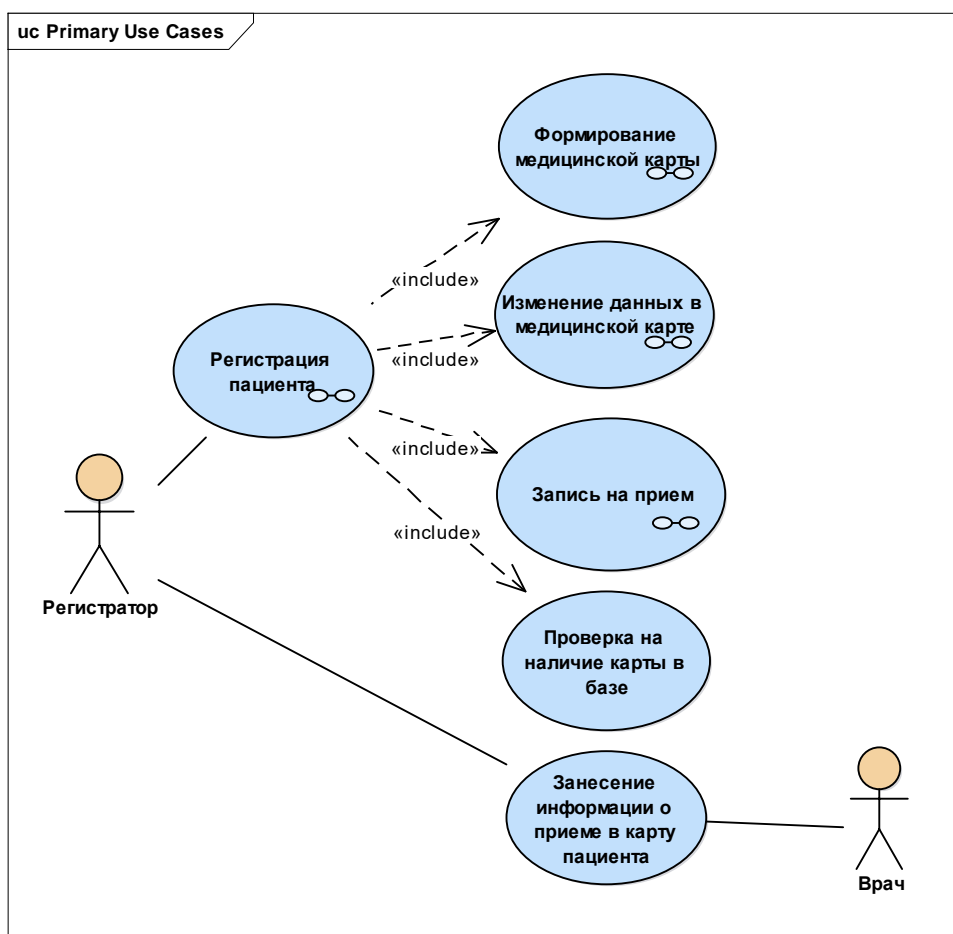 uc Primary Use Cases
Формирование
медицинской карты
«include»
Изменение данных в
медицинской карте
«include»
Регистрация
пациента
«include»
Запись на прием
«include»
Регистратор
Проверка на
наличие карты в
базе
Занесение
информации о
приеме в карту
пациента
Врач